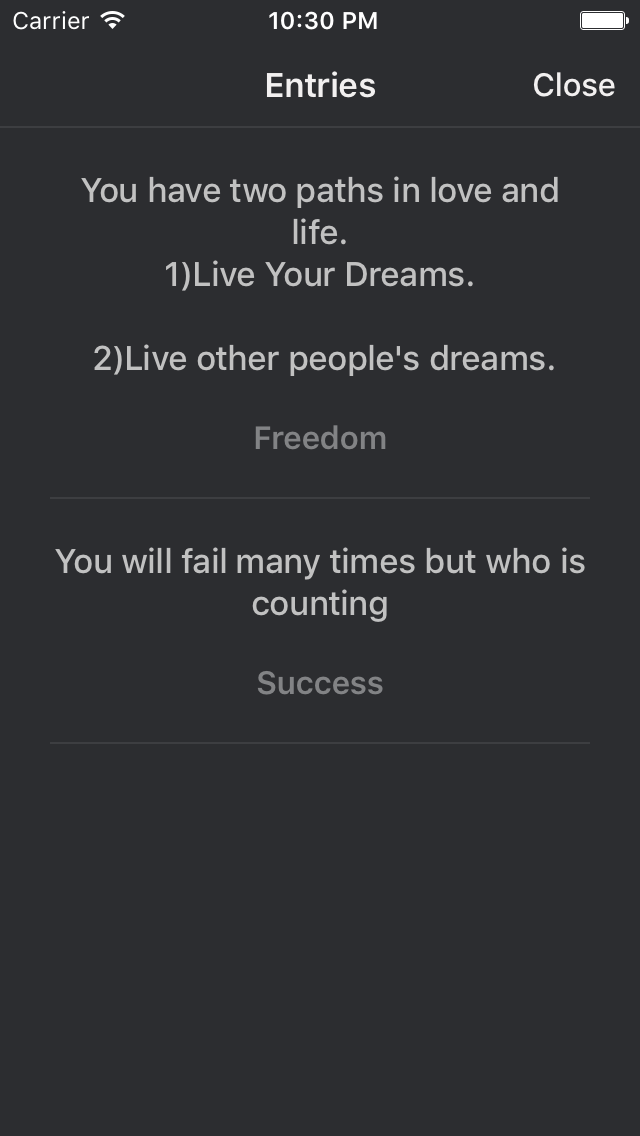 Carrier 10:30 PM
Entries Close
You have two paths in love and
life.
1)Live Your Dreams.
2)Live other people's dreams.
Freedom
You will fail many times but who is
counting
Success